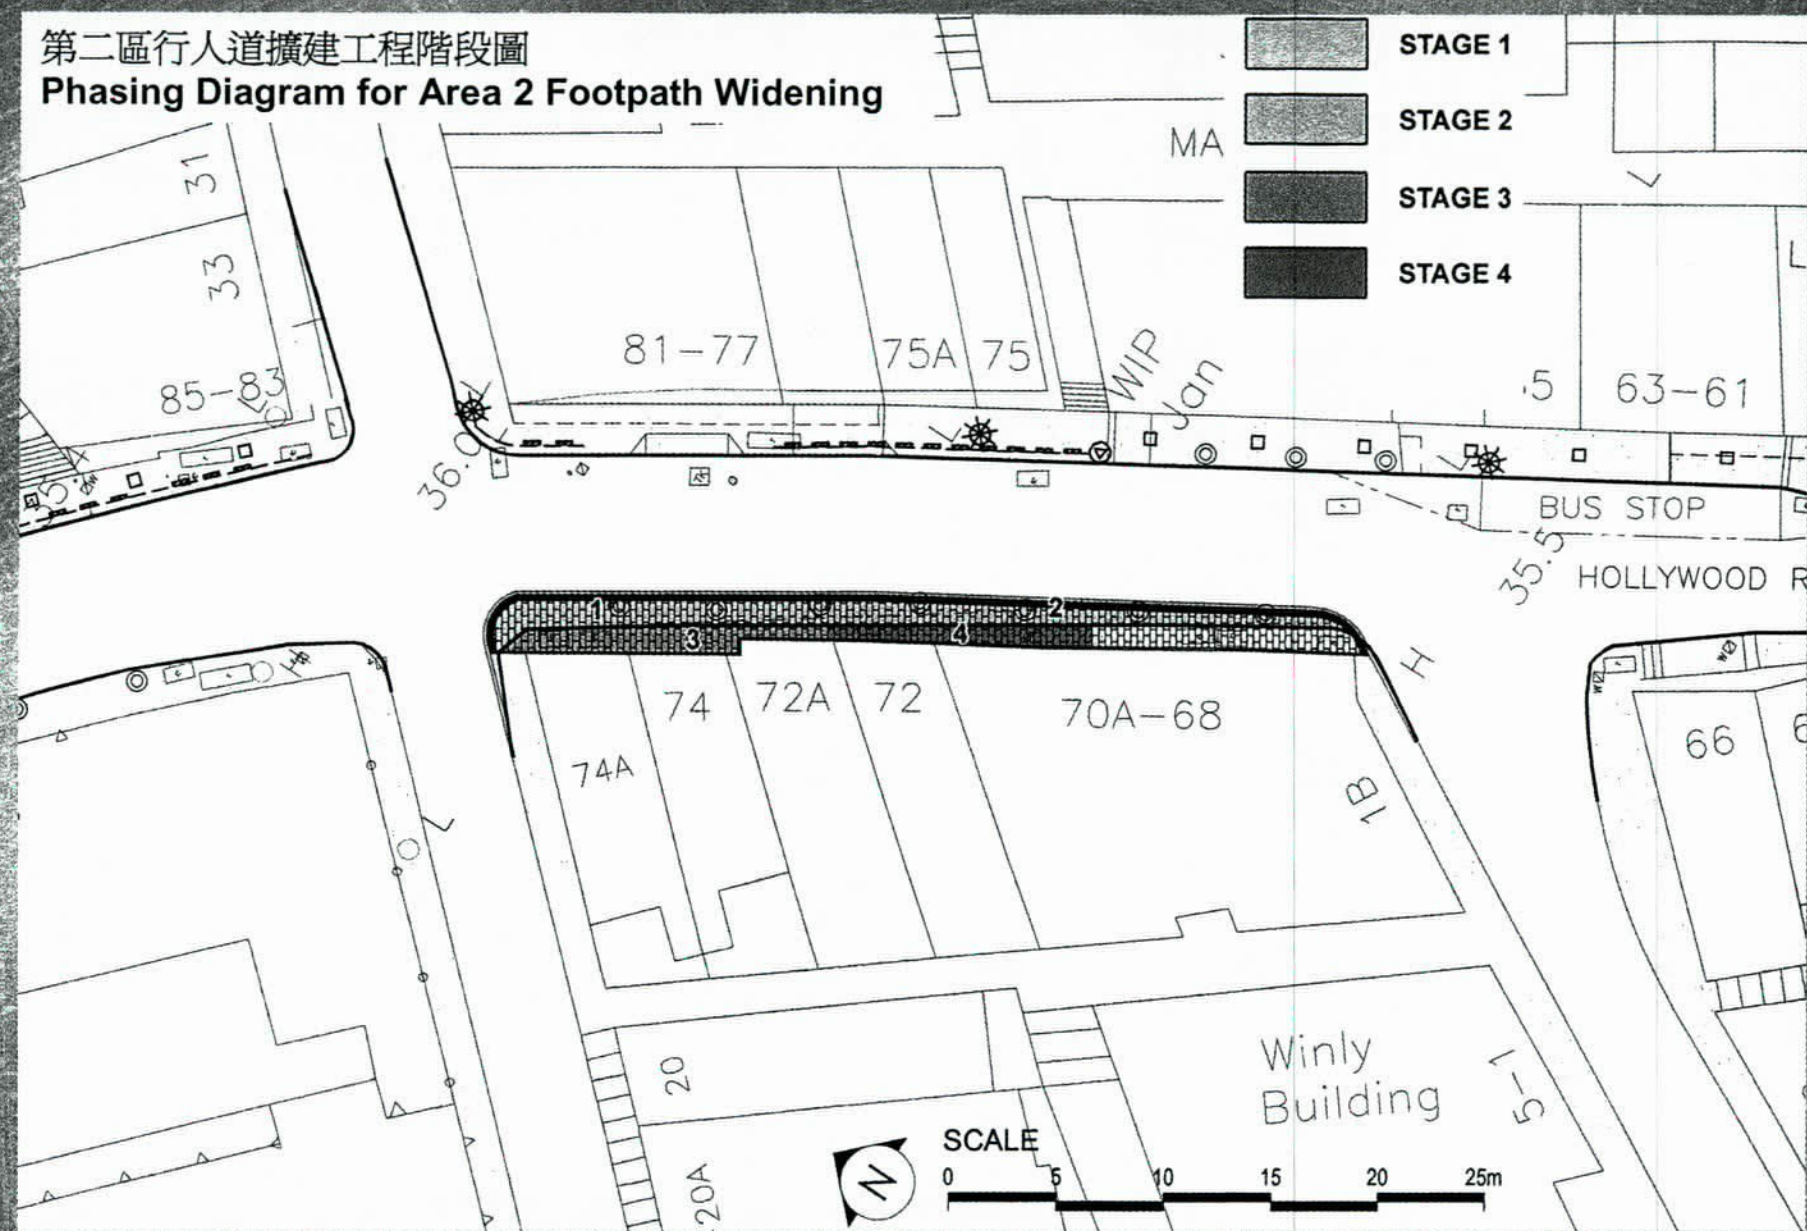 第二區行人道擴建工程階段圖
Phasing Diagram for Area 2 Footpath Widening
STAGE 1
STAGE 2
STAGE 3
STAGE 4
MA
31
33
85-83
81-77
75A
75
WIP
Jan
63-61
36.0
BUS STOP
35.5
HOLLYWOOD R
1
2
3
4
H
74A
74
72A
72
70A-68
1B
66
20
20A
Winly
Building
5-1
N
SCALE
0 5 10 15 20 25m